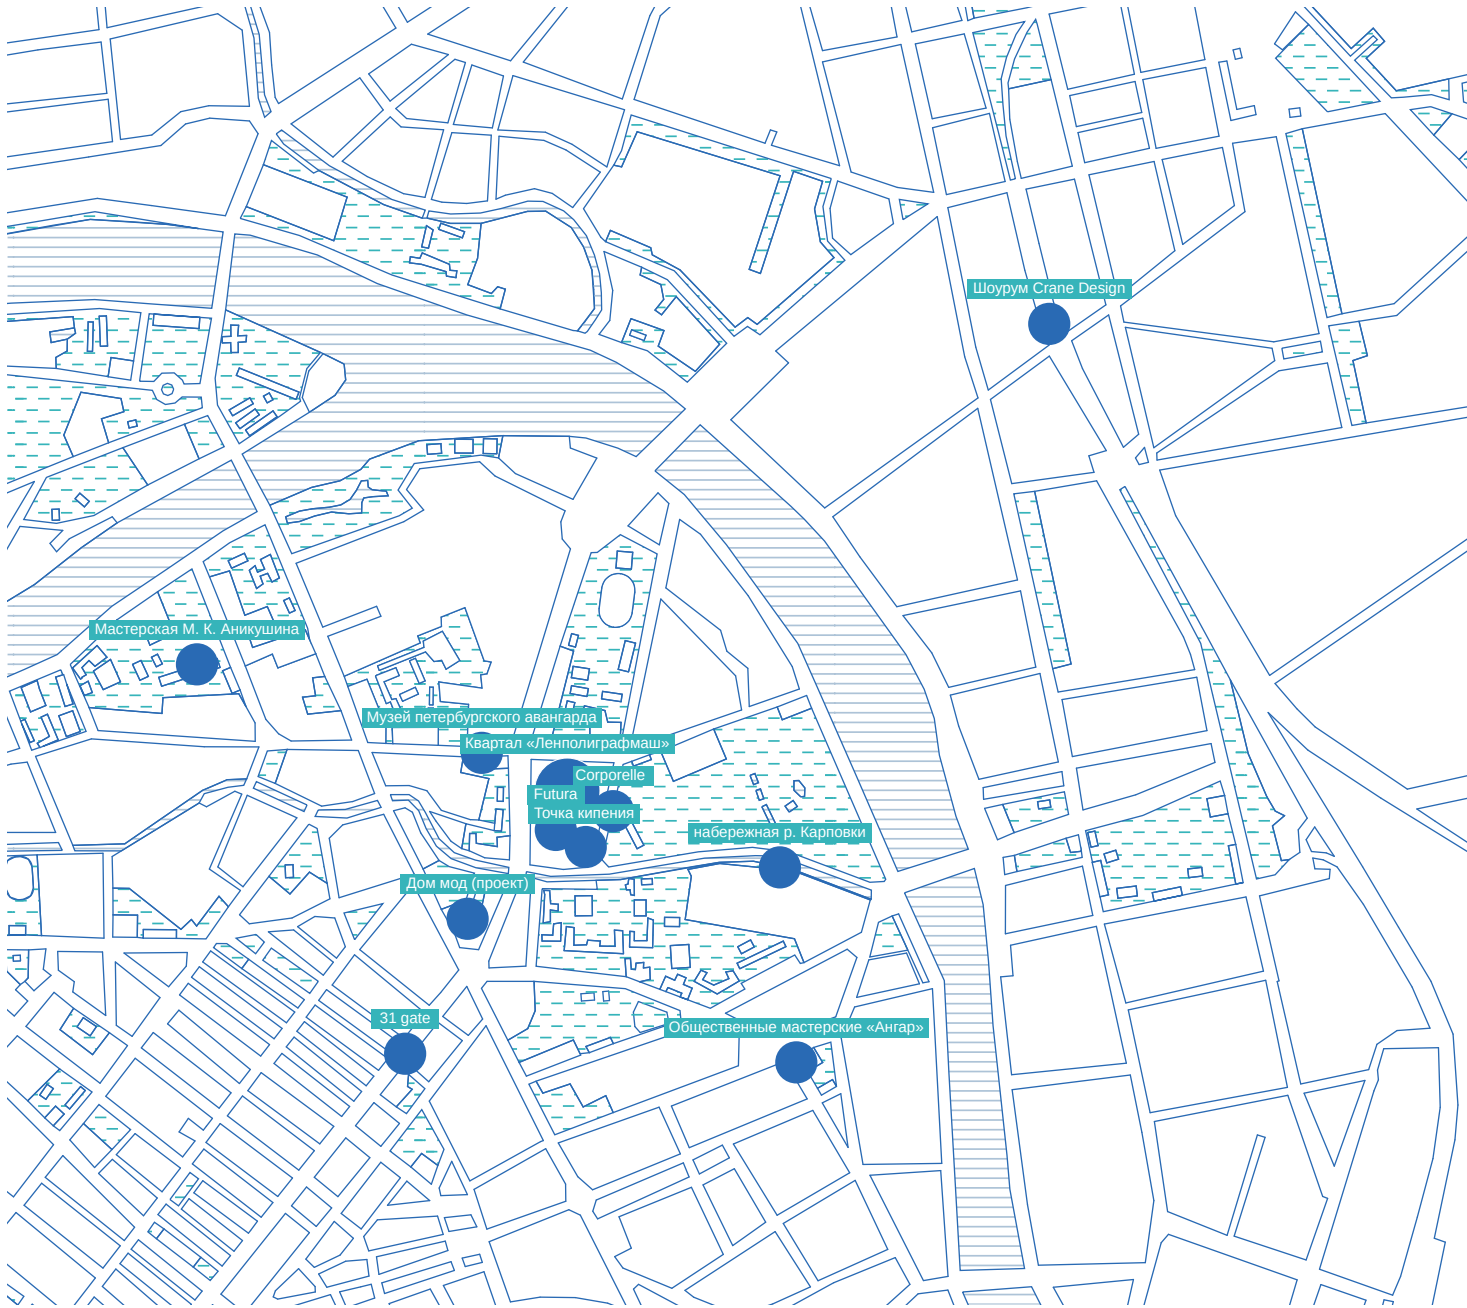 Шоурум Crane Design
Мастерская М. К. Аникушина
Музей петербургского авангарда
Квартал «Ленполиграфмаш»
Corporelle
Futura
Точка кипения
набережная р. Карповки
Дом мод (проект)
31 gate
Общественные мастерские «Ангар»